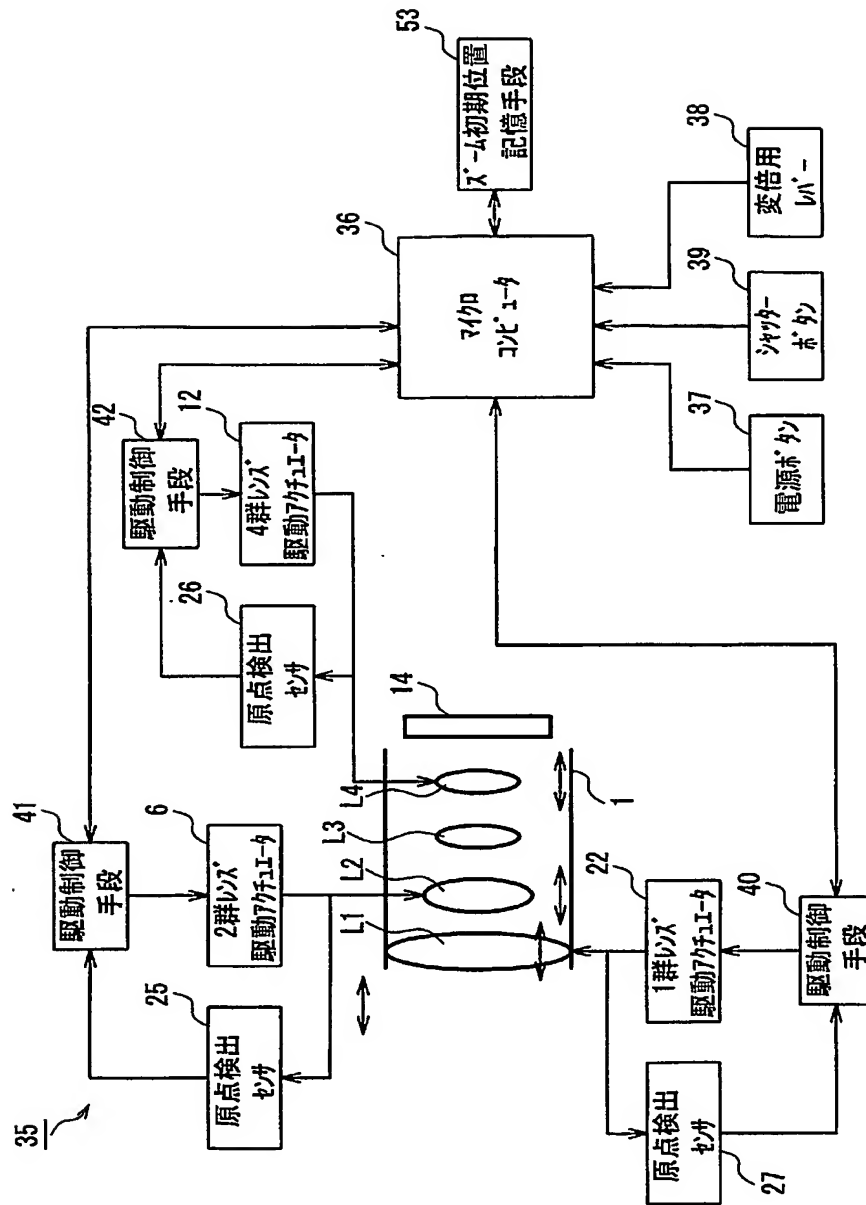 35
25
原点検出
センサ
41
駆動制御
手段
6
2群レンズ
駆動アクチュエータ
26
原点検出
センサ
42
駆動制御
手段
12
4群レンズ
駆動アクチュエータ
L1
L2
L3
L4
14
1
27
原点検出
センサ
22
1群レンズ
駆動アクチュエータ
40
駆動制御
手段
36
マイクロ
コンピュータ
53
ズーム初期位置
記憶手段
37
電源ボタン
39
シャッター
ボタン
38
変倍用
レバー